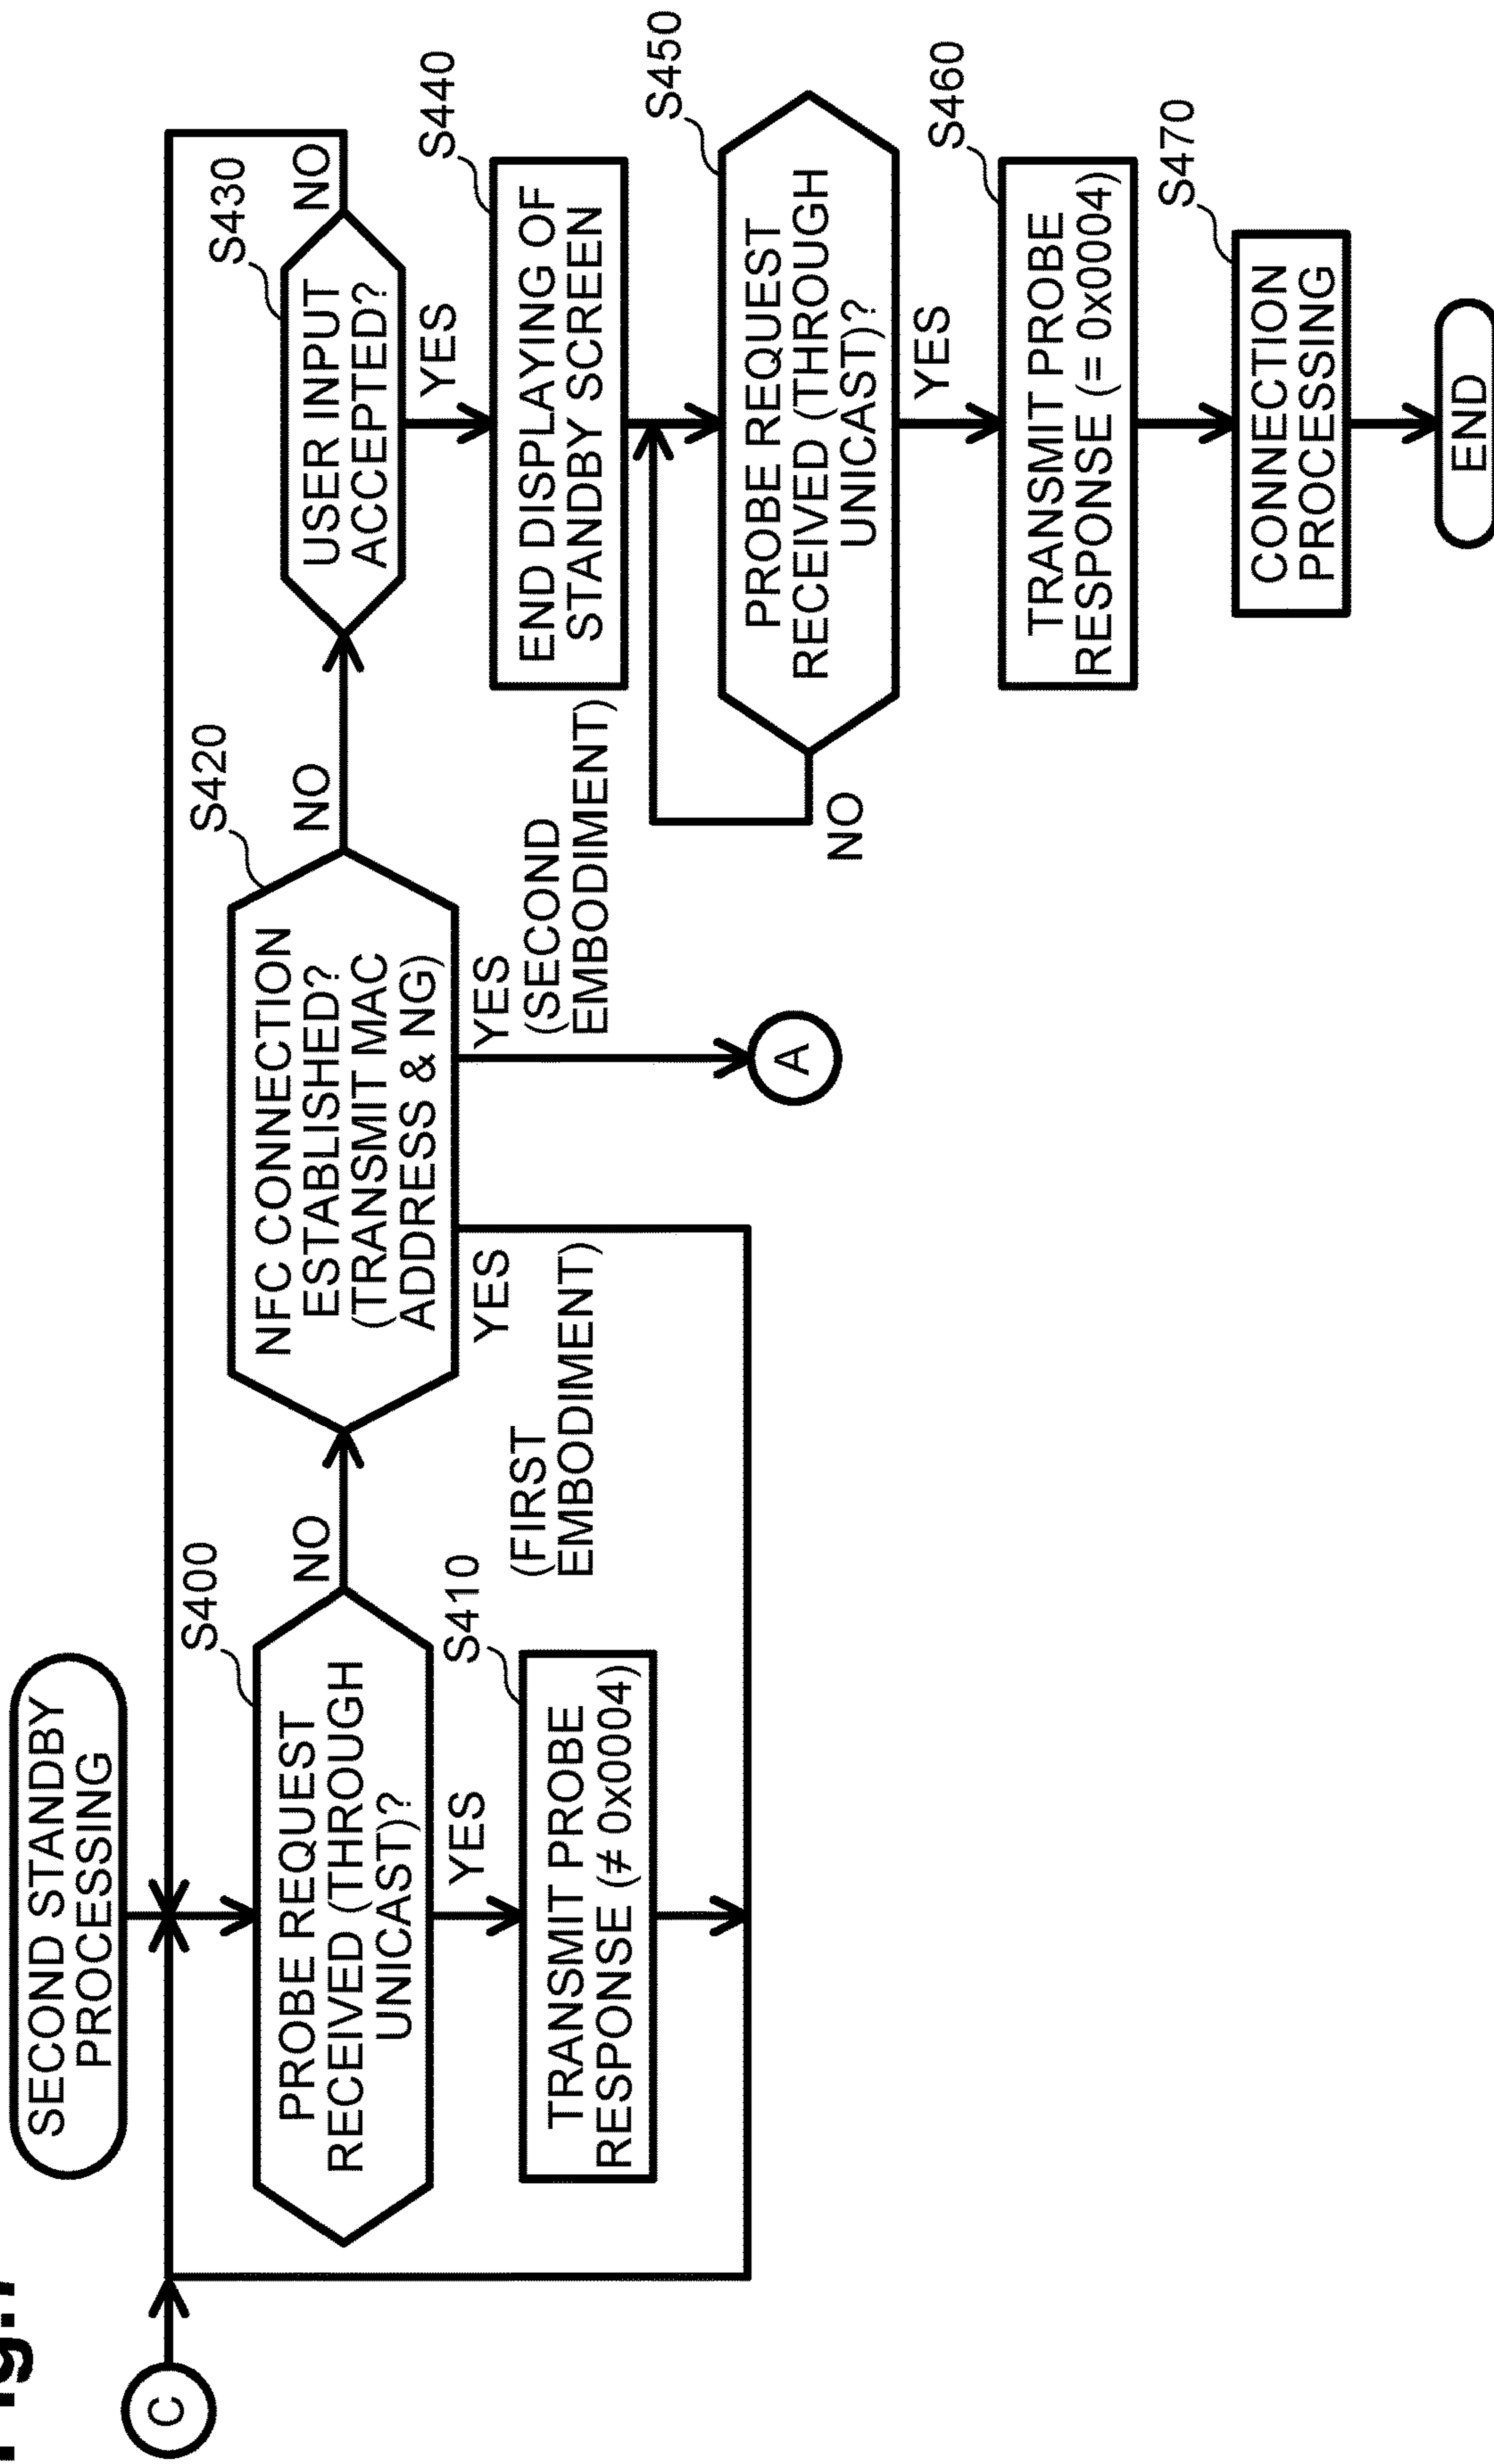 SECOND STANDBY
PROCESSING
C
S400
PROBE REQUEST
RECEIVED (THROUGH
UNICAST)?
NO
YES
S410
TRANSMIT PROBE
RESPONSE (≠ 0x0004)
S420
NFC CONNECTION
ESTABLISHED?
(TRANSMIT MAC
ADDRESS & NG)
NO
YES
(FIRST
EMBODIMENT)
YES
(SECOND
EMBODIMENT)
A
S430
USER INPUT
ACCEPTED?
NO
YES
S440
END DISPLAYING OF
STANDBY SCREEN
S450
PROBE REQUEST
RECEIVED (THROUGH
UNICAST)?
NO
YES
S460
TRANSMIT PROBE
RESPONSE (= 0x0004)
S470
CONNECTION
PROCESSING
END